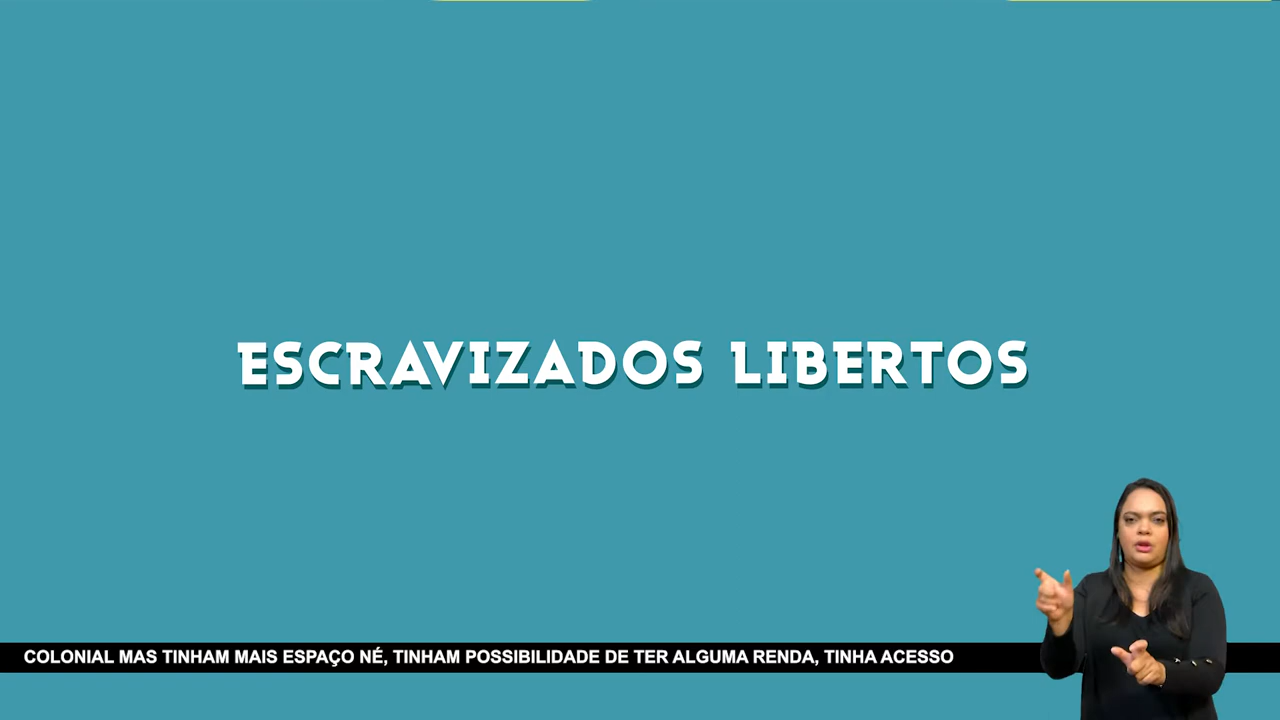 ESCRAVIZADOS LIBERTOS
COLONIAL MAS TINHAM MAIS ESPAÇO NÉ, TINHAM POSSIBILIDADE DE TER ALGUMA RENDA, TINHA ACESSO